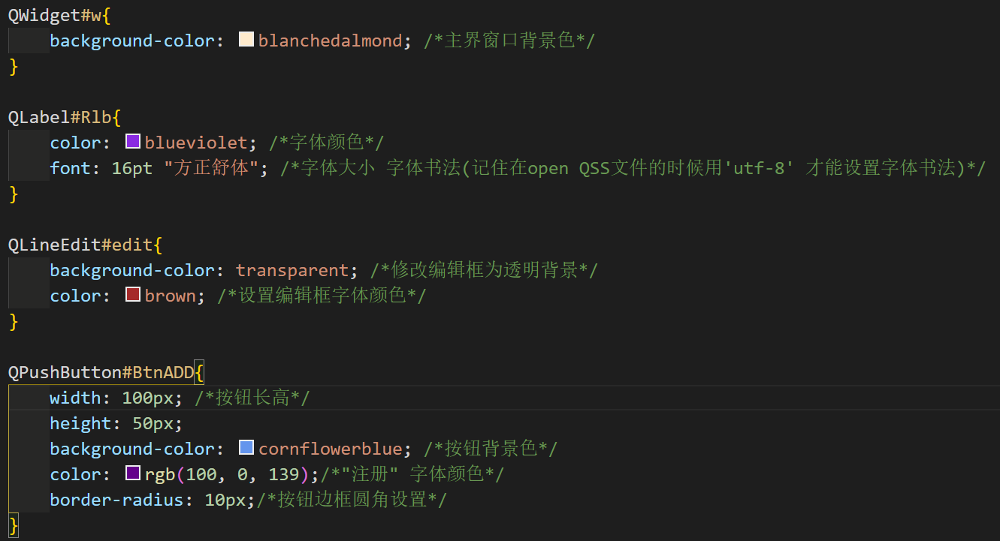 QWidget#w{
background-color: blanchedalmond; /*主界窗口背景色*/
}
QLabel#Rlb{
color: blueviolet; /*字体颜色*/
font: 16pt "方正舒体"; /*字体大小 字体书法(记住在open QSS文件的时候用'utf-8' 才能设置字体书法)*/
}
QLineEdit#edit{
background-color: transparent; /*修改编辑框为透明背景*/
color: brown; /*设置编辑框字体颜色*/
}
QPushButton#BtnADD{
width: 100px; /*按钮长高*/
height: 50px;
background-color: cornflowerblue; /*按钮背景色*/
color: rgb(100, 0, 139);/*"注册" 字体颜色*/
border-radius: 10px;/*按钮边框圆角设置*/
}